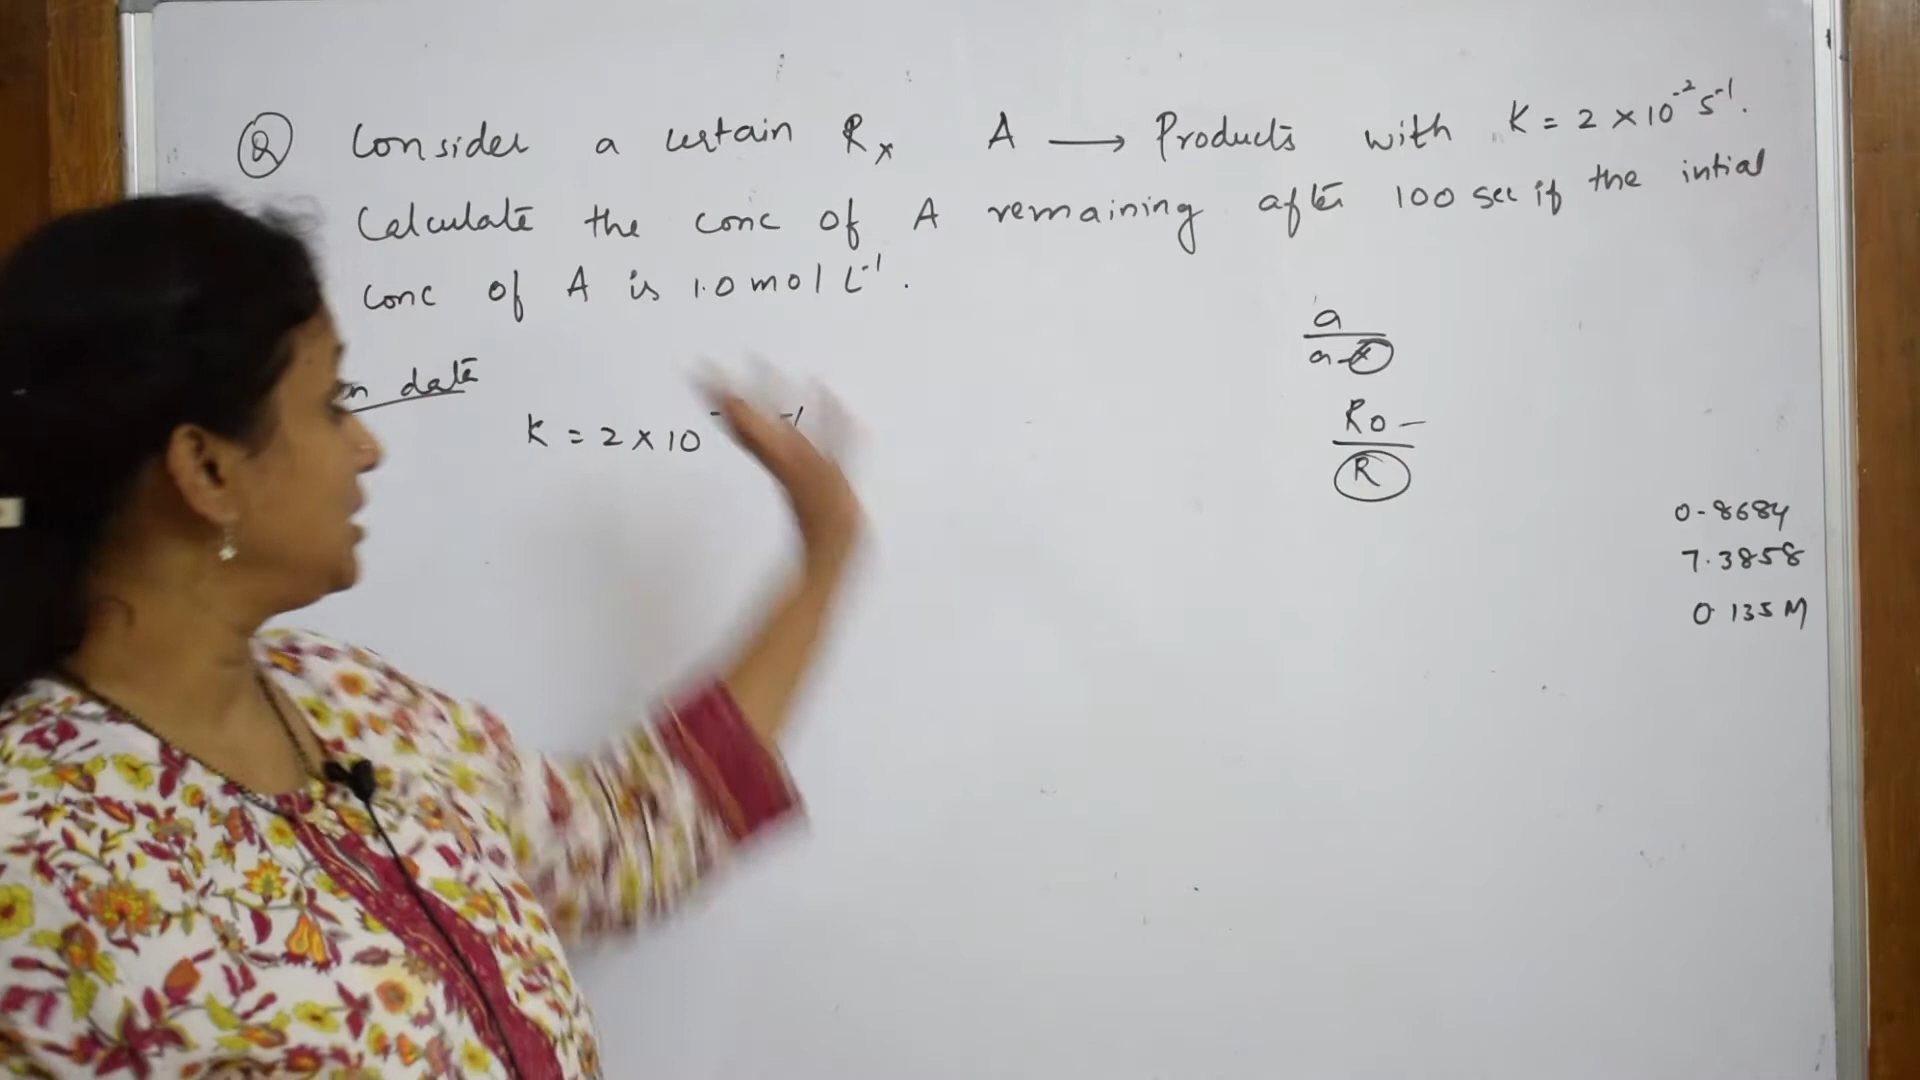 Q Consider a certain Rx A → Products with K = 2 × 10⁻² s⁻¹.
Calculate the conc of A remaining after 100 sec if the intial
conc of A is 1.0 mol L⁻¹.
a
a-x
n data
K = 2 × 10
R0
R
0.8684
7.3858
0.135 M